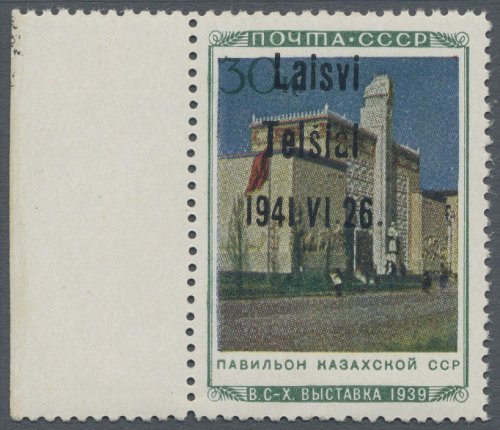 ПОЧТА·СССР
30
Laisvi
Telšiai
1941.VI.26.
ПАВИЛЬОН КАЗАХСКОЙ ССР
В.С-Х. ВЫСТАВКА 1939